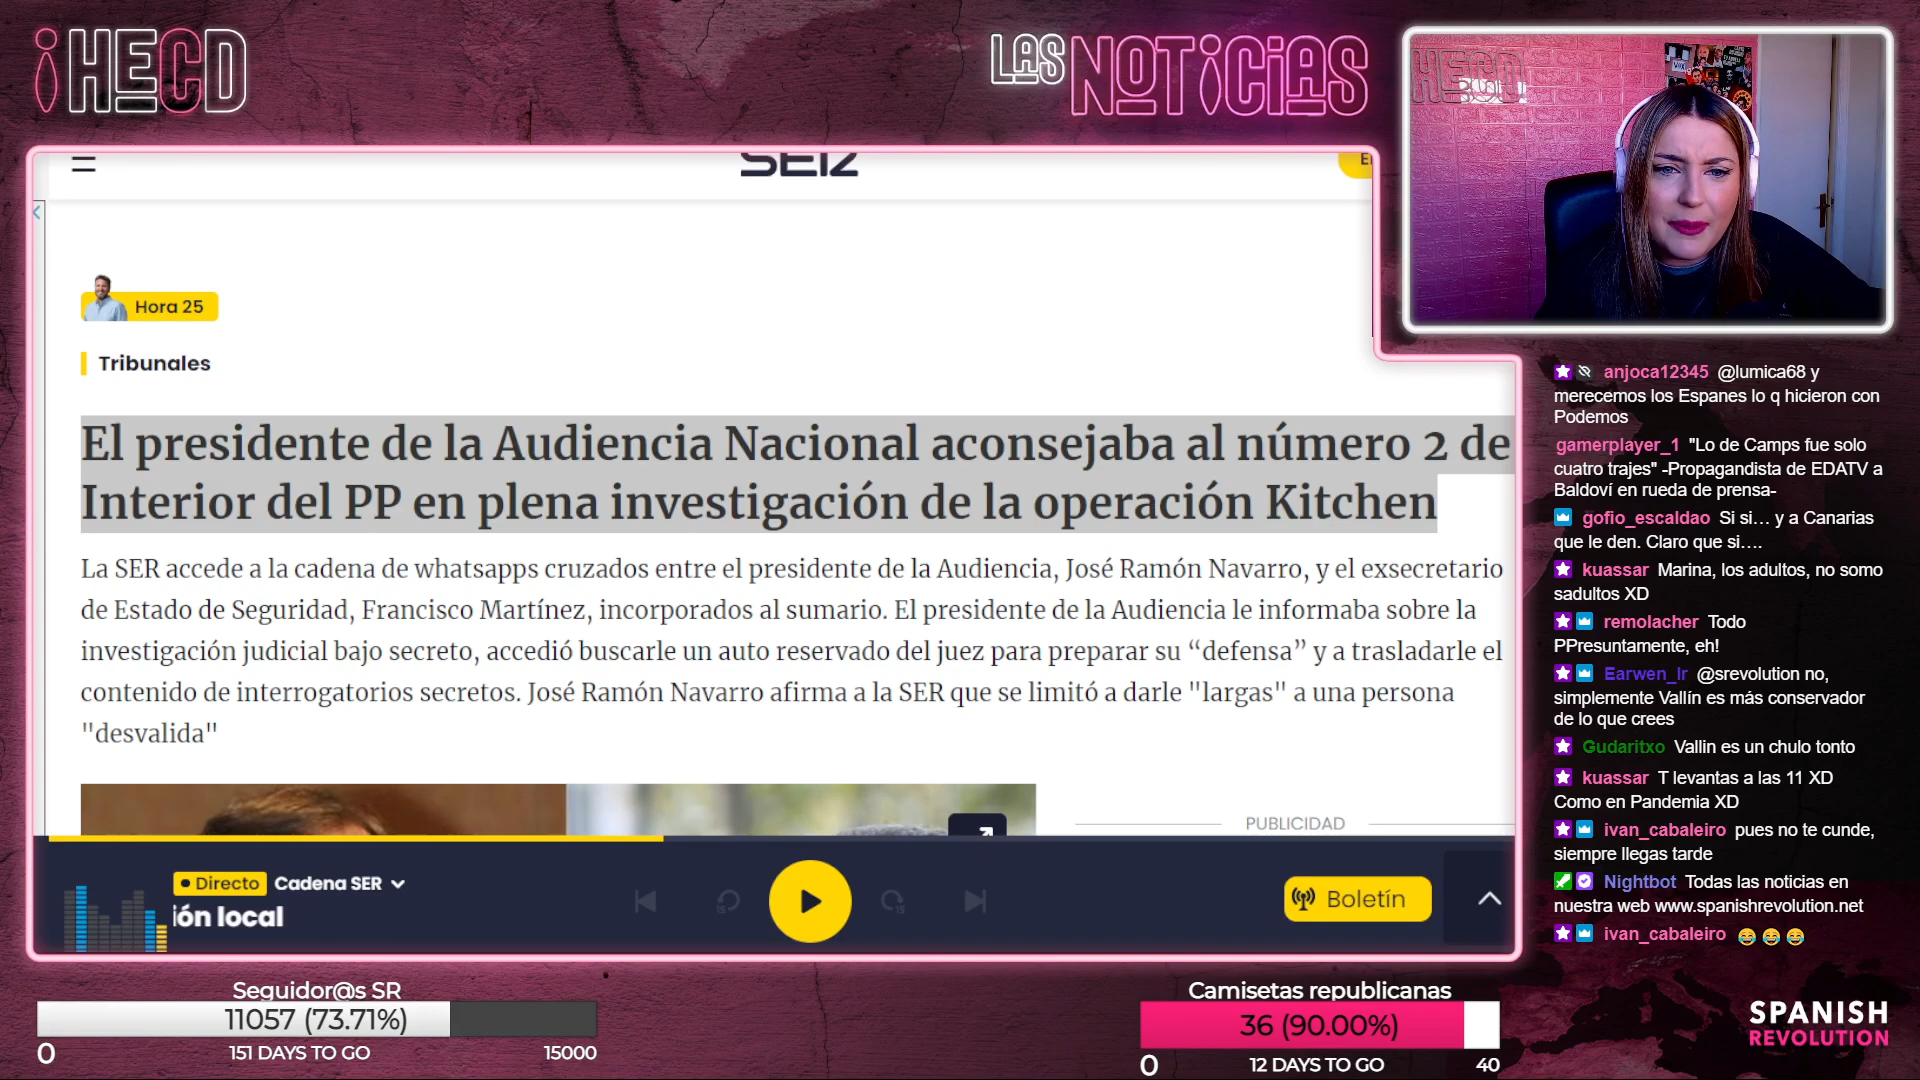 HECD
LAS NOTICIAS
HECD
SER
Hora 25
Tribunales
El presidente de la Audiencia Nacional aconsejaba al número 2 de
Interior del PP en plena investigación de la operación Kitchen
La SER accede a la cadena de whatsapps cruzados entre el presidente de la Audiencia, José Ramón Navarro, y el exsecretario
de Estado de Seguridad, Francisco Martínez, incorporados al sumario. El presidente de la Audiencia le informaba sobre la
investigación judicial bajo secreto, accedió buscarle un auto reservado del juez para preparar su “defensa” y a trasladarle el
contenido de interrogatorios secretos. José Ramón Navarro afirma a la SER que se limitó a darle "largas" a una persona
"desvalida"
PUBLICIDAD
Directo Cadena SER
ión local
15
15
Boletín
anjoca12345 @lumica68 y
merecemos los Espanes lo q hicieron con
Podemos
gamerplayer_1 "Lo de Camps fue solo
cuatro trajes" -Propagandista de EDATV a
Baldoví en rueda de prensa-
gofio_escaldao Si si... y a Canarias
que le den. Claro que si....
kuassar Marina, los adultos, no somo
sadultos XD
remolacher Todo
PPresuntamente, eh!
Earwen_lr @srevolution no,
simplemente Vallín es más conservador
de lo que crees
Gudaritxo Vallin es un chulo tonto
kuassar T levantas a las 11 XD
Como en Pandemia XD
ivan_cabaleiro pues no te cunde,
siempre llegas tarde
Nightbot Todas las noticias en
nuestra web www.spanishrevolution.net
ivan_cabaleiro 😂 😂 😂
Seguidor@s SR
11057 (73.71%)
0 151 DAYS TO GO 15000
Camisetas republicanas
36 (90.00%)
0 12 DAYS TO GO 40
SPANISH
REVOLUTION